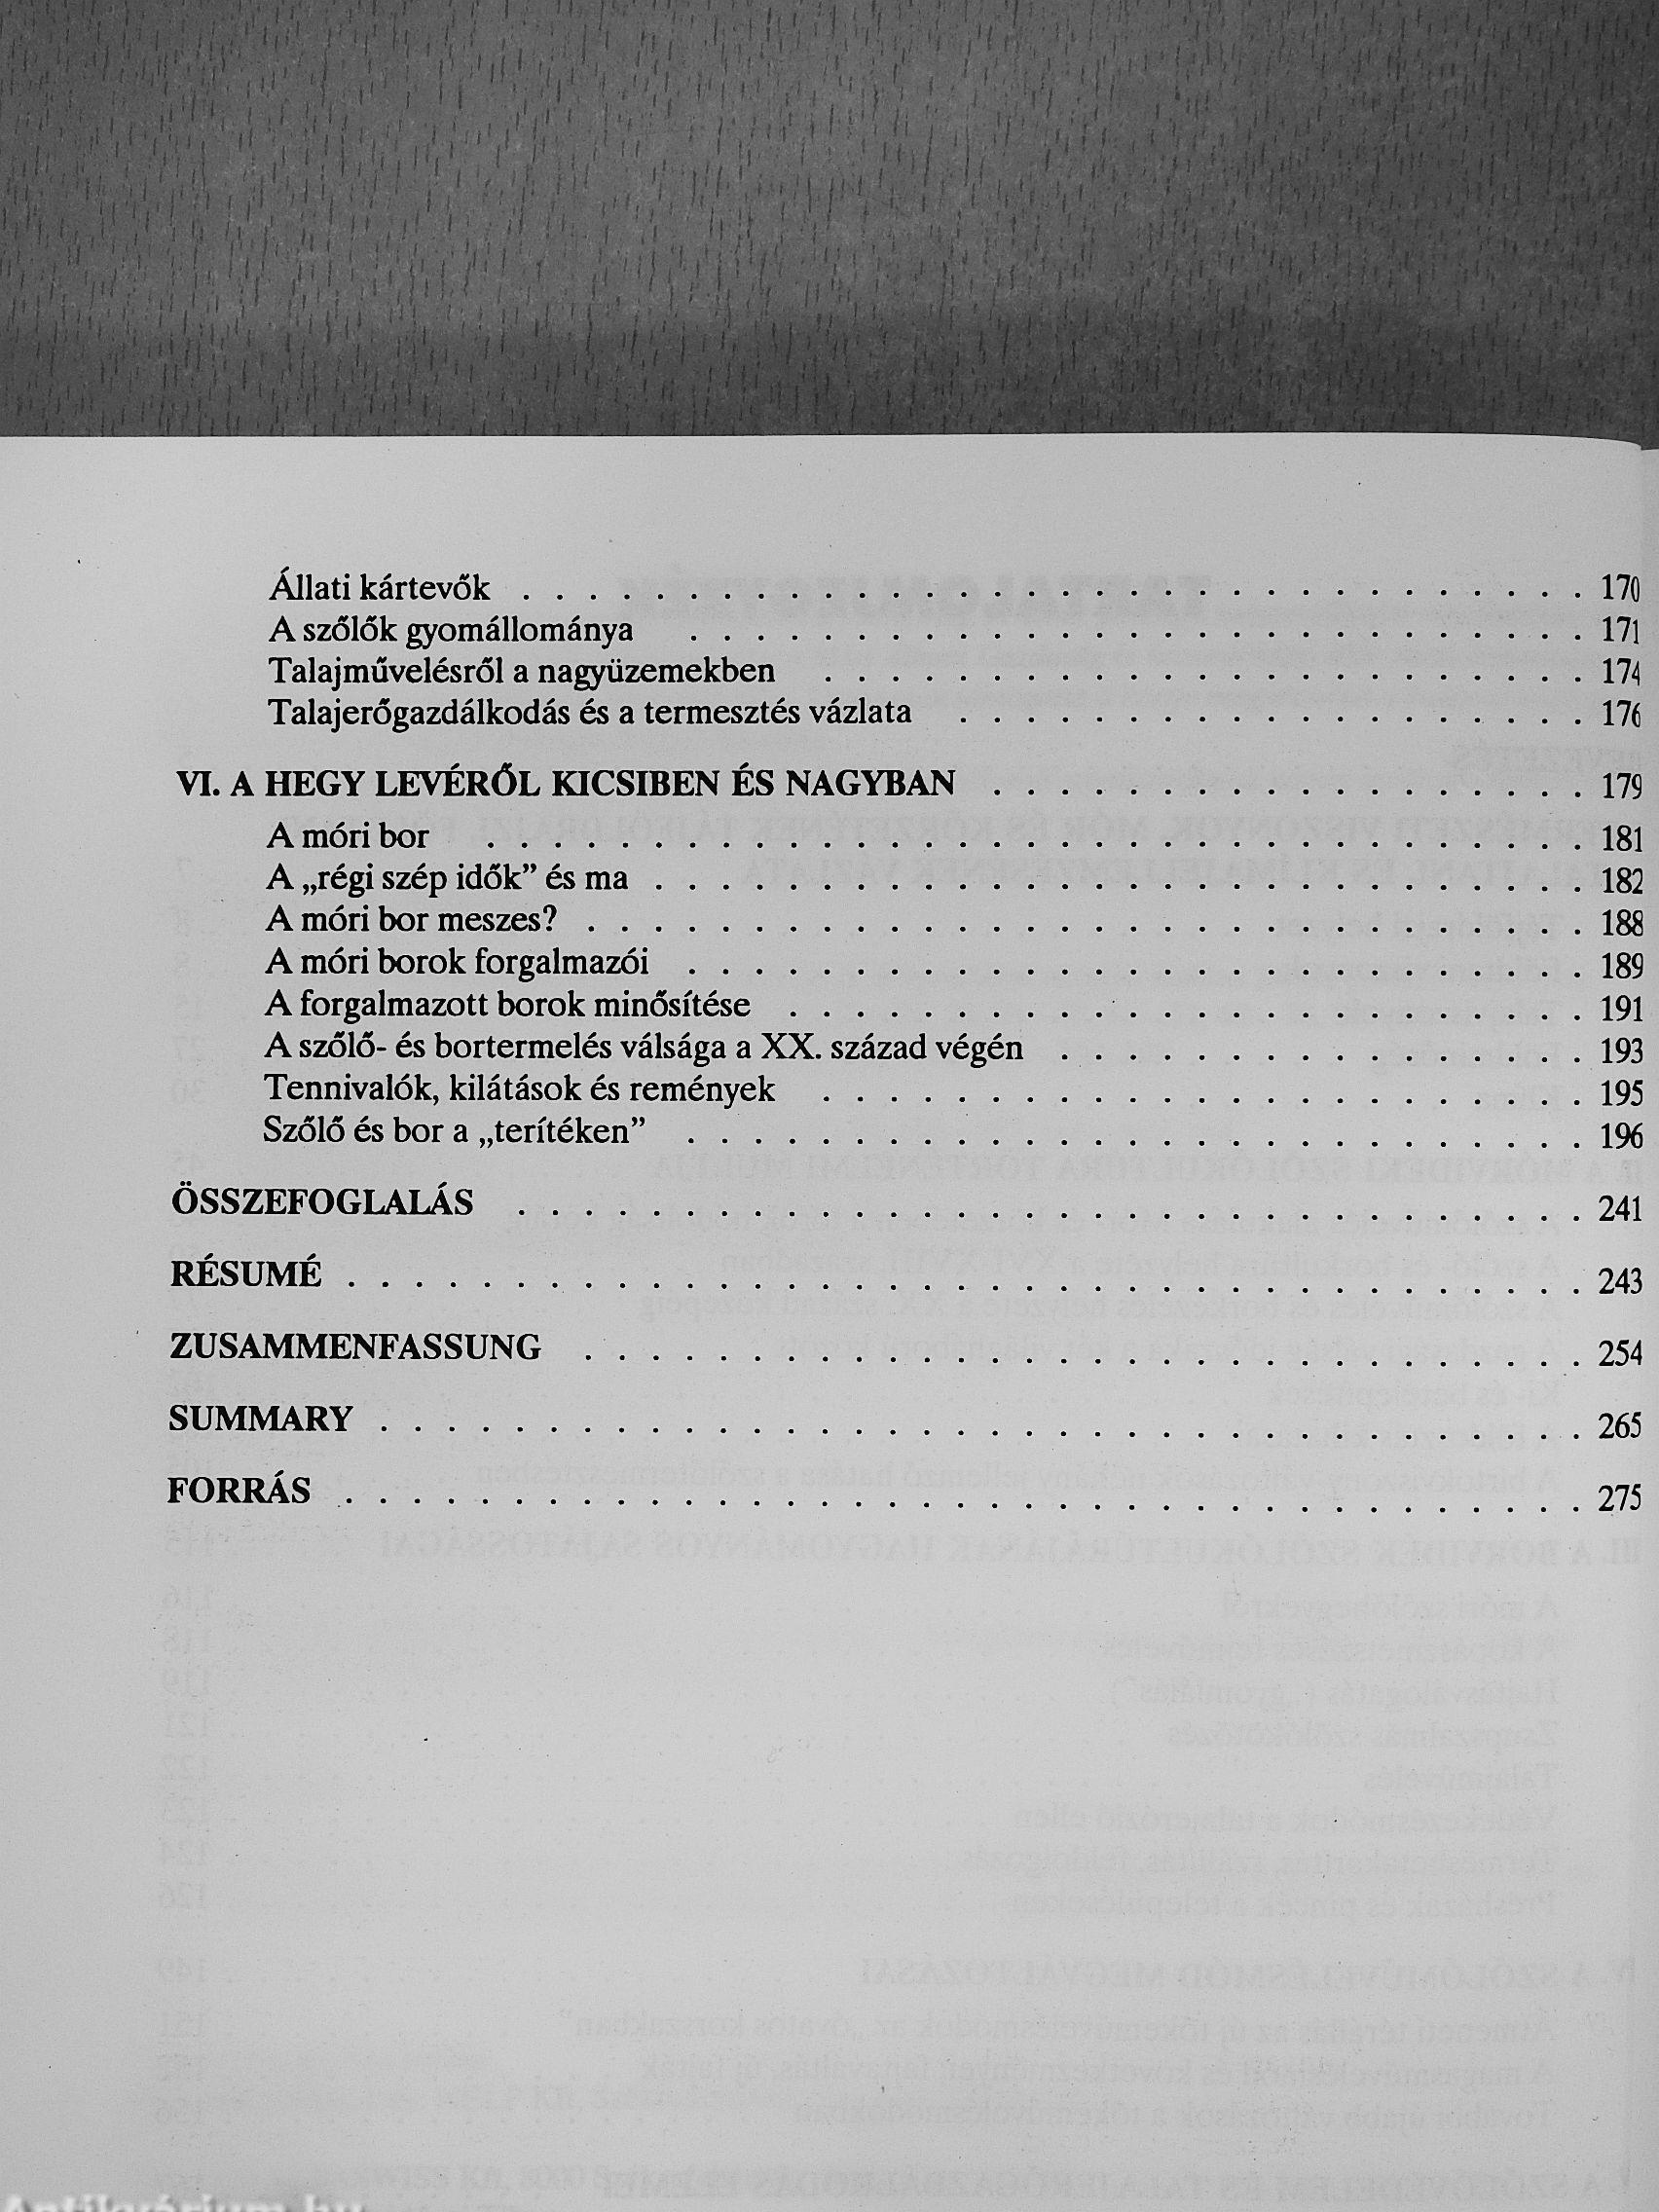 Állati kártevők . . . . . . . . . . . . . . . . . . . . . . . . . . . . . . . . 170
A szőlők gyomállománya . . . . . . . . . . . . . . . . . . . . . . . . . . . 171
Talajművelésről a nagyüzemekben . . . . . . . . . . . . . . . . . . . . . . . 174
Talajerőgazdálkodás és a termesztés vázlata . . . . . . . . . . . . . . . . . . . 176
VI. A HEGY LEVÉRŐL KICSIBEN ÉS NAGYBAN . . . . . . . . . . . . . . . . . . 179
A móri bor . . . . . . . . . . . . . . . . . . . . . . . . . . . . . . . . . 181
A „régi szép idők” és ma . . . . . . . . . . . . . . . . . . . . . . . . . . . . 182
A móri bor meszes? . . . . . . . . . . . . . . . . . . . . . . . . . . . . . . 188
A móri borok forgalmazói . . . . . . . . . . . . . . . . . . . . . . . . . . . 189
A forgalmazott borok minősítése . . . . . . . . . . . . . . . . . . . . . . . . 191
A szőlő- és bortermelés válsága a XX. század végén . . . . . . . . . . . . . . . . 193
Tennivalók, kilátások és remények . . . . . . . . . . . . . . . . . . . . . . . 195
Szőlő és bor a „terítéken” . . . . . . . . . . . . . . . . . . . . . . . . . . . 196
ÖSSZEFOGLALÁS . . . . . . . . . . . . . . . . . . . . . . . . . . . . . . . . 241
RÉSUMÉ . . . . . . . . . . . . . . . . . . . . . . . . . . . . . . . . . . . . . 243
ZUSAMMENFASSUNG . . . . . . . . . . . . . . . . . . . . . . . . . . . . . . 254
SUMMARY . . . . . . . . . . . . . . . . . . . . . . . . . . . . . . . . . . . . 265
FORRÁS . . . . . . . . . . . . . . . . . . . . . . . . . . . . . . . . . . . . . 275
Antikvárium.hu